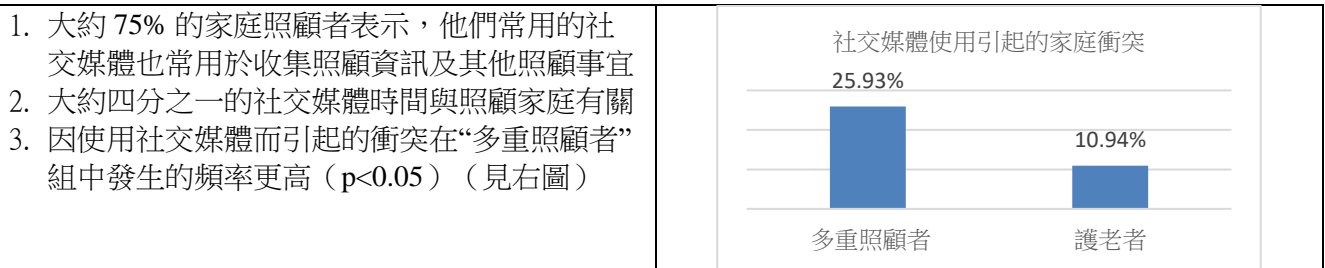 1. 大約 75% 的家庭照顧者表示，他們常用的社
交媒體也常用於收集照顧資訊及其他照顧事宜
2. 大約四分之一的社交媒體時間與照顧家庭有關
3. 因使用社交媒體而引起的衝突在“多重照顧者”
組中發生的頻率更高（p<0.05）（見右圖）
社交媒體使用引起的家庭衝突
25.93%
10.94%
多重照顧者
護老者